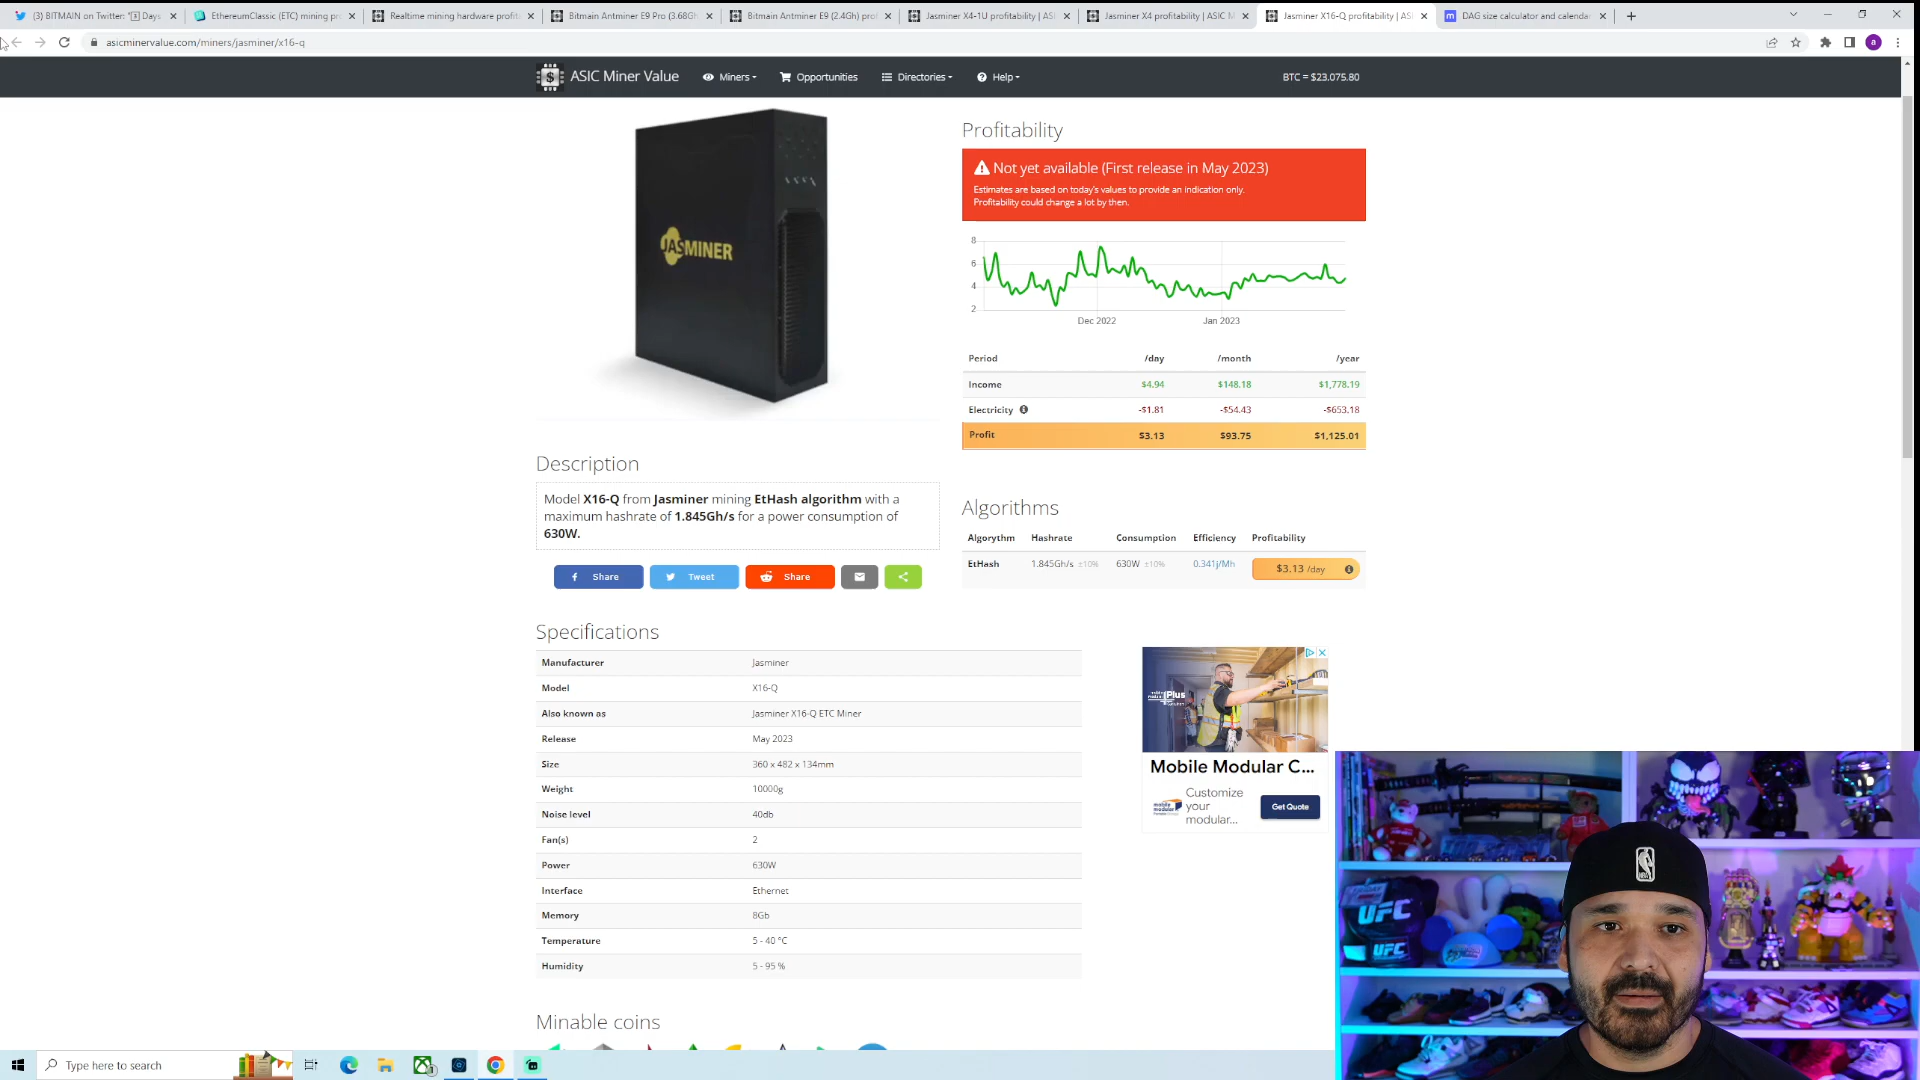 (3) BITMAIN on Twitter: "3 Days
EthereumClassic (ETC) mining pr
Realtime mining hardware profit
Bitmain Antminer E9 Pro (3.68Gh
Bitmain Antminer E9 (2.4Gh) prof
Jasminer X4-1U profitability | ASI
Jasminer X4 profitability | ASIC M
Jasminer X16-Q profitability | ASI
DAG size calculator and calendar
asicminervalue.com/miners/jasminer/x16-q
a
ASIC Miner Value
Miners
Opportunities
Directories
Help
BTC = $23,075.80
JASMINER
Profitability
Not yet available (First release in May 2023)
Estimates are based on today's values to provide an indication only.
Profitability could change a lot by then.
8
6
4
2
Dec 2022
Jan 2023
Period /day /month /year
Income $4.94 $148.18 $1,778.19
Electricity -$1.81 -$54.43 -$653.18
Profit $3.13 $93.75 $1,125.01
Description
Model X16-Q from Jasminer mining EtHash algorithm with a
maximum hashrate of 1.845Gh/s for a power consumption of
630W.
Share
Tweet
Share
Algorithms
Algorythm Hashrate Consumption Efficiency Profitability
EtHash 1.845Gh/s ±10% 630W ±10% 0.341j/Mh $3.13 /day
Specifications
Manufacturer Jasminer
Model X16-Q
Also known as Jasminer X16-Q ETC Miner
Release May 2023
Size 360 x 482 x 134mm
Weight 10000g
Noise level 40db
Fan(s) 2
Power 630W
Interface Ethernet
Memory 8Gb
Temperature 5 - 40 °C
Humidity 5 - 95 %
Minable coins
Plus
Mobile Modular C...
Customize
your
modular...
Get Quote
UFC
UFC
Type here to search